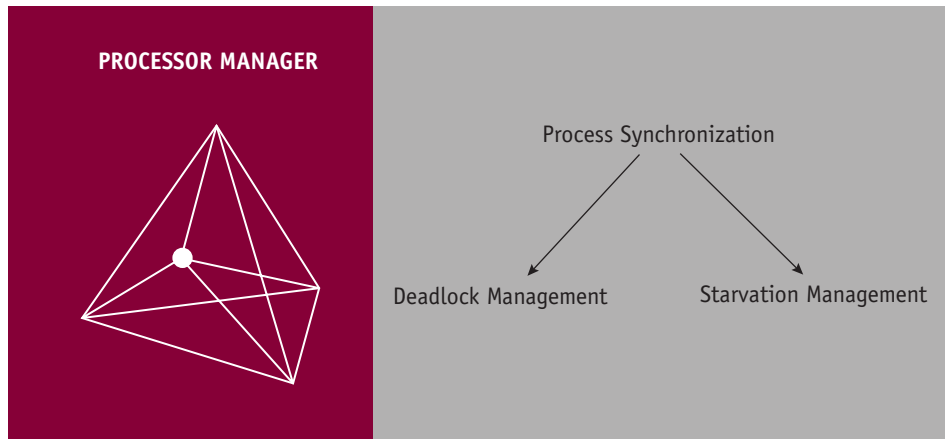 PROCESSOR MANAGER
Process Synchronization
Deadlock Management
Starvation Management